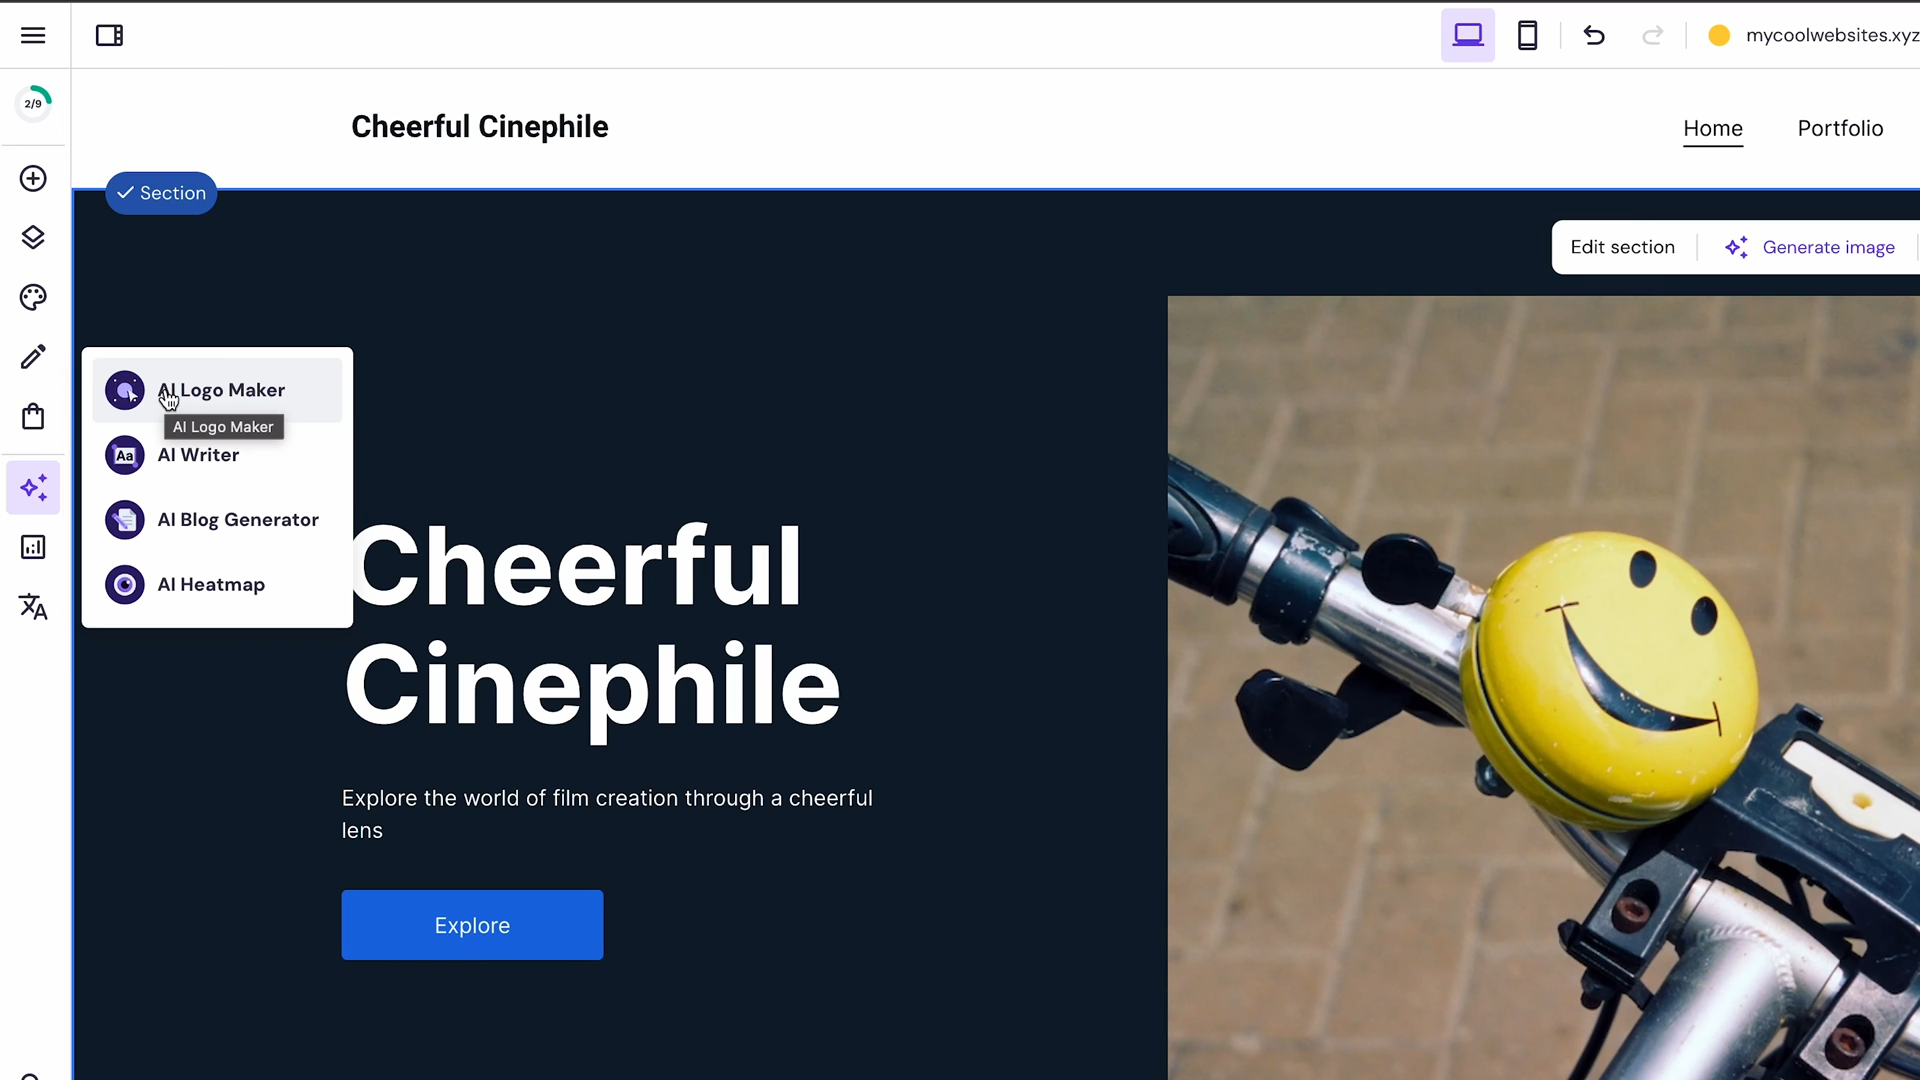 mycoolwebsites.xyz
2/9
Cheerful Cinephile
Home
Portfolio
Section
Edit section
Generate image
AI Logo Maker
AI Logo Maker
AI Writer
AI Blog Generator
AI Heatmap
Cheerful
Cinephile
Explore the world of film creation through a cheerful
lens
Explore
Aa